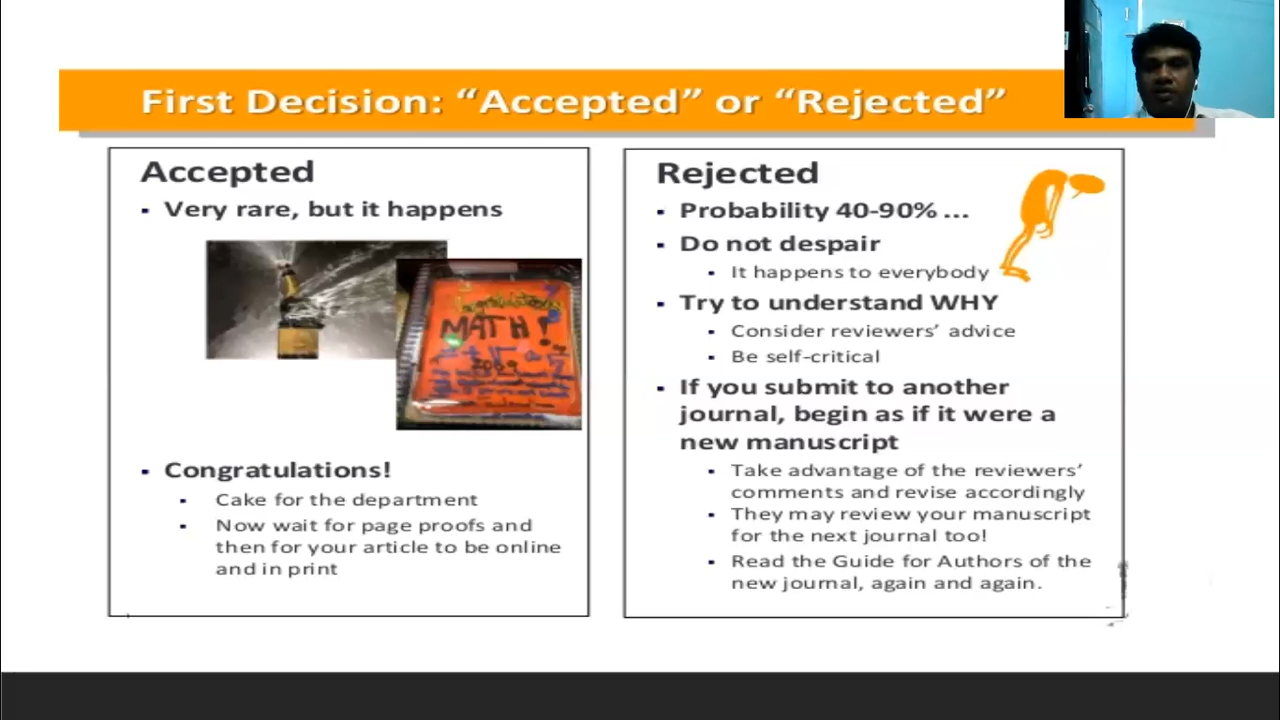 First Decision: “Accepted” or “Rejected”
Accepted
▪ Very rare, but it happens
MATH!
▪ Congratulations!
▪ Cake for the department
▪ Now wait for page proofs and
then for your article to be online
and in print
Rejected
▪ Probability 40-90% ...
▪ Do not despair
▪ It happens to everybody
▪ Try to understand WHY
▪ Consider reviewers’ advice
▪ Be self-critical
▪ If you submit to another
journal, begin as if it were a
new manuscript
▪ Take advantage of the reviewers’
comments and revise accordingly
▪ They may review your manuscript
for the next journal too!
▪ Read the Guide for Authors of the
new journal, again and again.